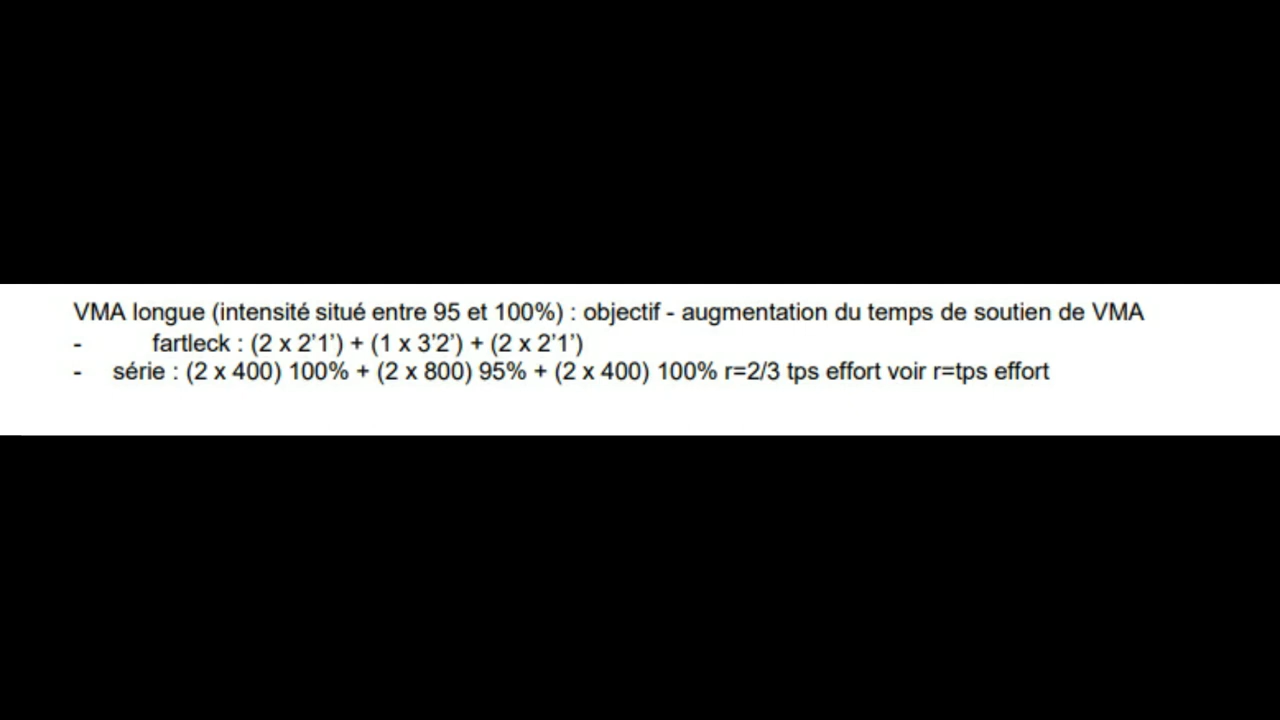 VMA longue (intensité situé entre 95 et 100%) : objectif - augmentation du temps de soutien de VMA
- fartleck : (2 x 2'1') + (1 x 3'2') + (2 x 2'1')
- série : (2 x 400) 100% + (2 x 800) 95% + (2 x 400) 100% r=2/3 tps effort voir r=tps effort